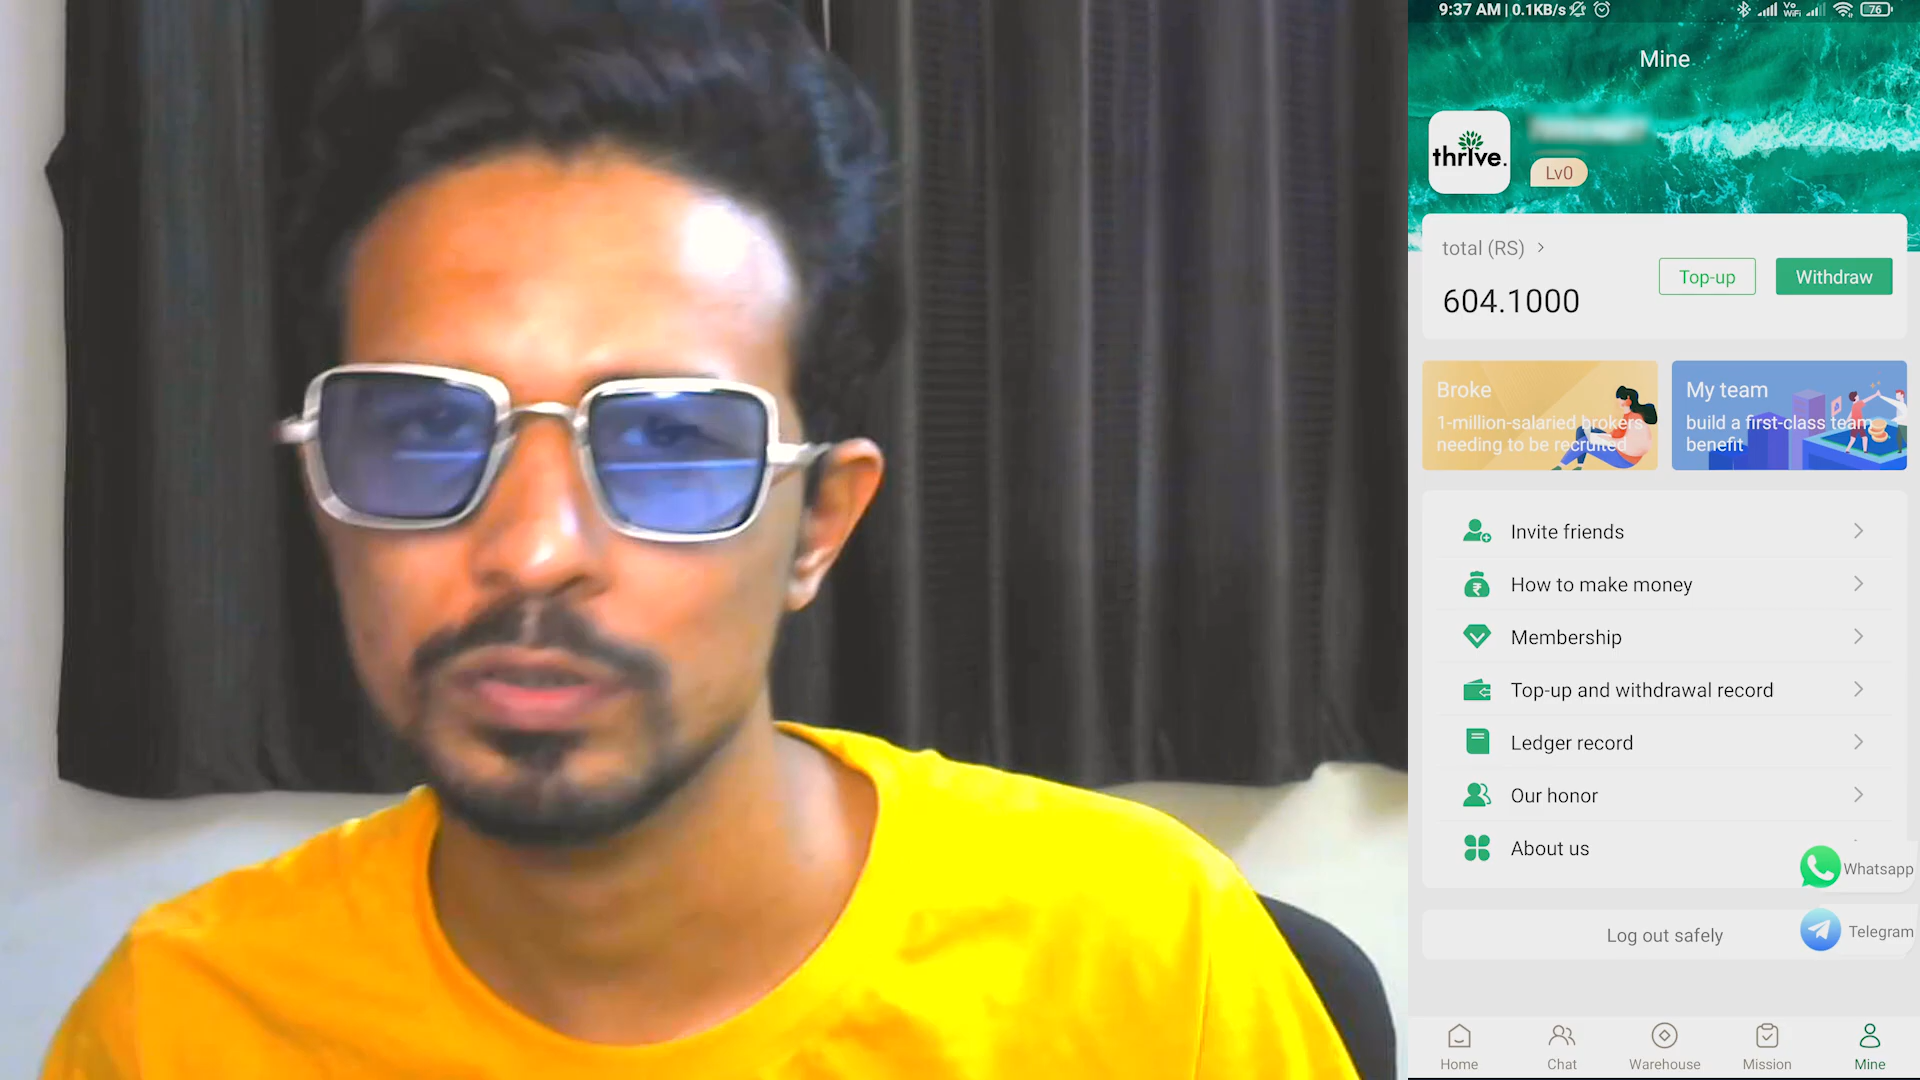 9:37 AM | 0.1KB/s
Vo
WiFi
76
Mine
thrive.
Lv0
total (RS)
604.1000
Top-up
Withdraw
Broke
1-million-salaried brokers
needing to be recruited
My team
build a first-class team
benefit
Invite friends
How to make money
Membership
Top-up and withdrawal record
Ledger record
Our honor
About us
Whatsapp
Log out safely
Telegram
Home
Chat
Warehouse
Mission
Mine